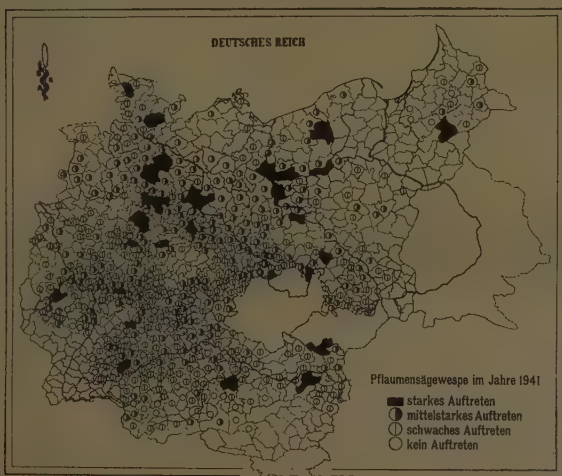 DEUTSCHES REICH
Pflaumensägewespe im Jahre 1941
starkes Auftreten
mittelstarkes Auftreten
schwaches Auftreten
kein Auftreten